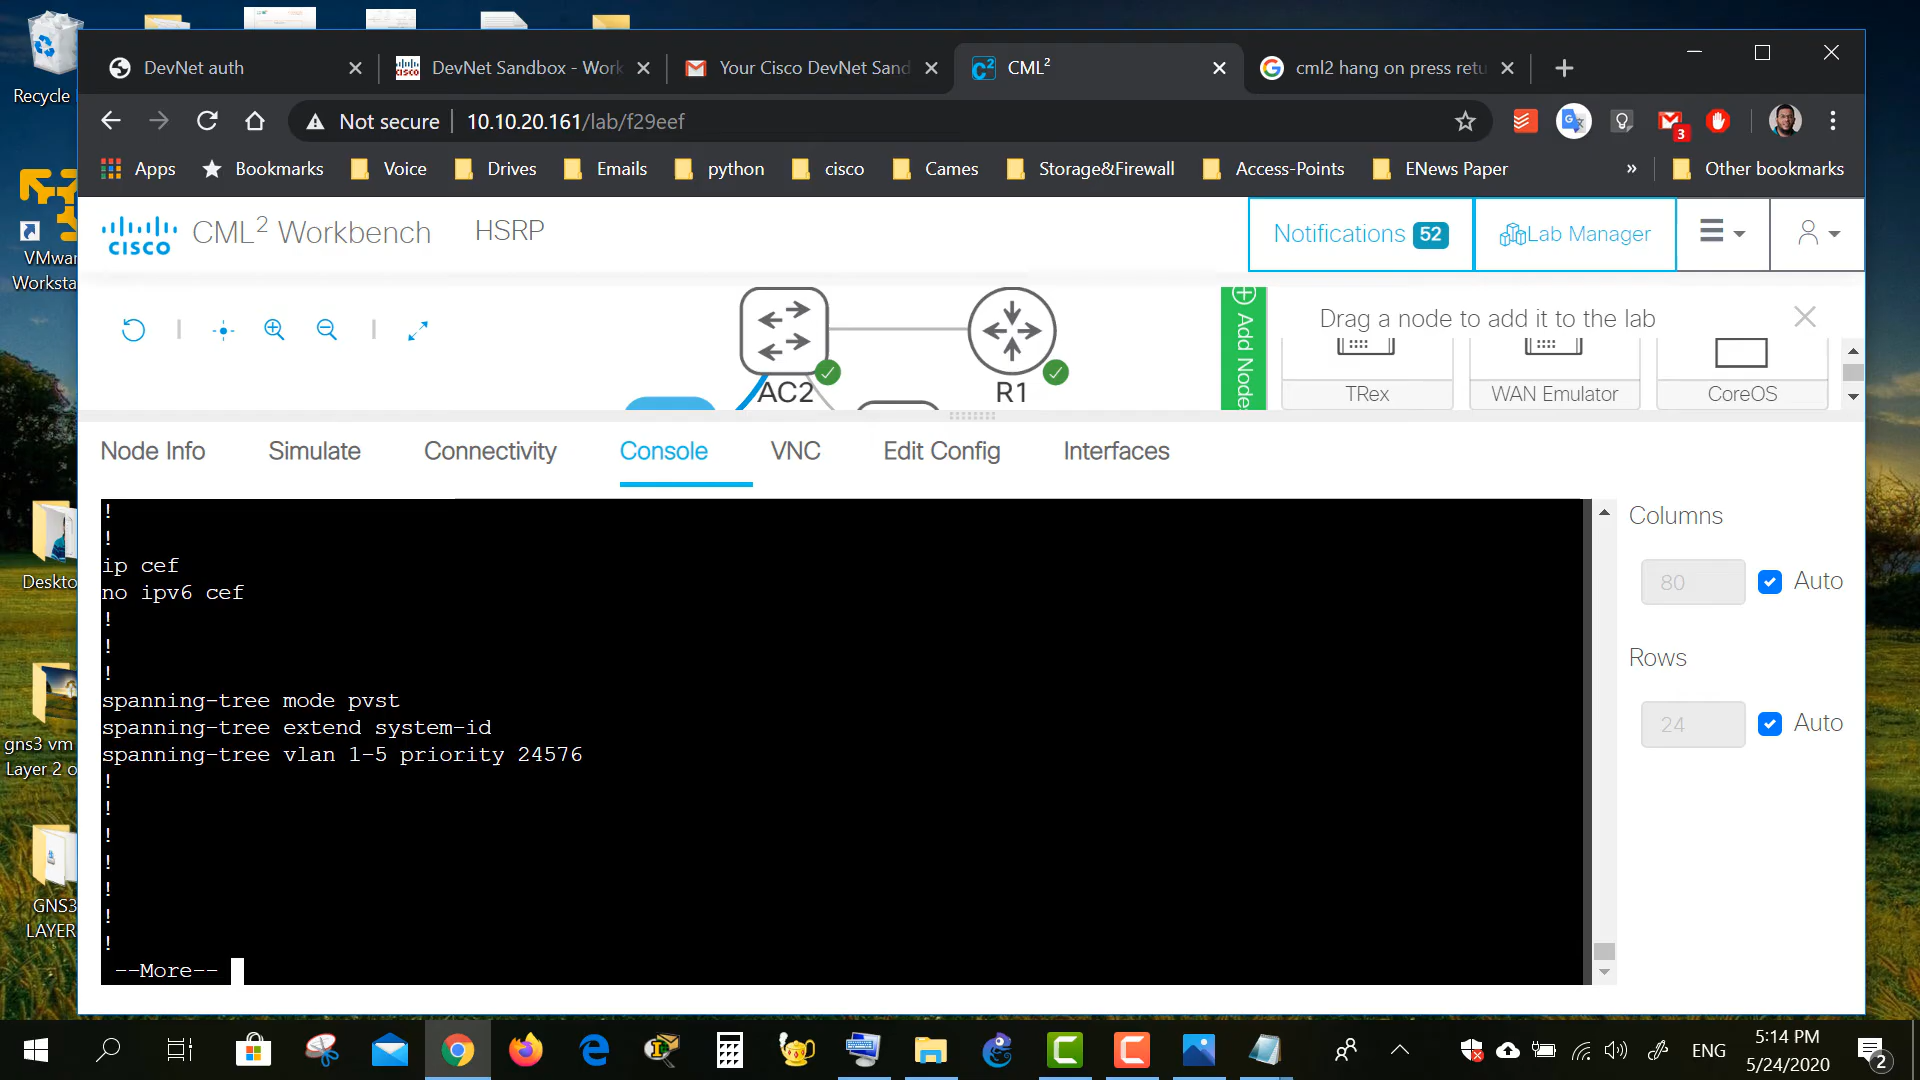 DevNet auth
DevNet Sandbox - Work
Your Cisco DevNet Sand
CML²
cml2 hang on press retu
Not secure
10.10.20.161/lab/f29eef
3
Apps
Bookmarks
Voice
Drives
Emails
python
cisco
Cames
Storage&Firewall
Access-Points
ENews Paper
»
Other bookmarks
CISCO
CML² Workbench
HSRP
Notifications 52
Lab Manager
AC2
R1
Add Node
Drag a node to add it to the lab
TRex
WAN Emulator
CoreOS
Node Info
Simulate
Connectivity
Console
VNC
Edit Config
Interfaces
!
!
ip cef
no ipv6 cef
!
!
!
spanning-tree mode pvst
spanning-tree extend system-id
spanning-tree vlan 1-5 priority 24576
!
!
!
!
!
!
!
--More--
Columns
80
Auto
Rows
24
Auto
Recycle
VMwar
Worksta
Deskto
gns3 vm
Layer 2 o
GNS3
LAYER
ENG
5:14 PM
5/24/2020
2